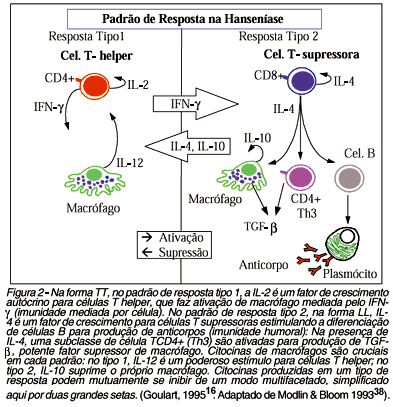 Padrão de Resposta na Hanseníase
Resposta Tipo1
Cel. T- helper
CD4+
IL-2
IFN-γ
IL-12
Macrófago
IFN-γ
IL-4, IL-10
→ Ativação
← Supressão
Resposta Tipo 2
Cel. T-supressora
CD8+
IL-4
IL-4
IL-10
Macrófago
CD4+
Th3
TGF-β
Cel. B
Anticorpo
Plasmócito
Figura 2 – Na forma TT, no padrão de resposta tipo 1, a IL-2 é um fator de crescimento
autócrino para células T helper, que faz ativação de macrófago mediada pelo IFN-
γ (imunidade mediada por célula). No padrão de resposta tipo 2, na forma LL, IL-
4 é um fator de crescimento para células T supressoras estimulando a diferenciação
de células B para produção de anticorpos (imunidade humoral): Na presença de
IL-4, uma subclasse de célula TCD4+ (Th3) são ativadas para produção de TGF-
β, potente fator supressor de macrófago. Citocinas de macrófagos são cruciais
em cada padrão: no tipo 1, IL-12 é um poderoso estímulo para células T helper; no
tipo 2, IL-10 suprime o próprio macrófago. Citocinas produzidas em um tipo de
resposta podem mutuamente se inibir de um modo multifacetado, simplificado
aqui por duas grandes setas. (Goulart, 1995¹⁶ Adaptado de Modlin & Bloom 1993³⁸).